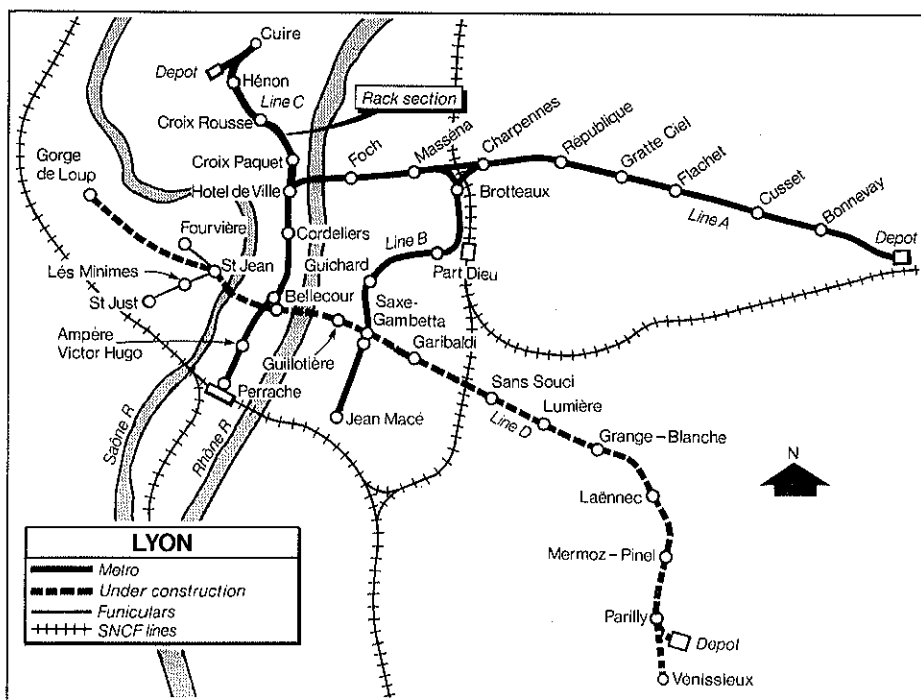 Cuire
Depot
Hénon
Line C
Rack section
Croix Rousse
Croix Paquet
Foch
Masséna
Charpennes
République
Gratte Ciel
Flachet
Cusset
Bonnevay
Line A
Depot
Gorge
de Loup
Hotel de Ville
Brotteaux
Fourvière
Cordeliers
Line B
Lés Minimes
St Jean
Guichard
Part Dieu
St Just
Bellecour
Saxe-
Gambetta
Ampère
Victor Hugo
Guillotière
Garibaldi
Perrache
Sans Souci
Jean Macé
Line D
Lumière
Saône R
Rhône R
Grange-Blanche
N
Laënnec
Mermoz-Pinel
Parilly
Depot
Vénissieux
LYON
Metro
Under construction
Funiculars
SNCF lines